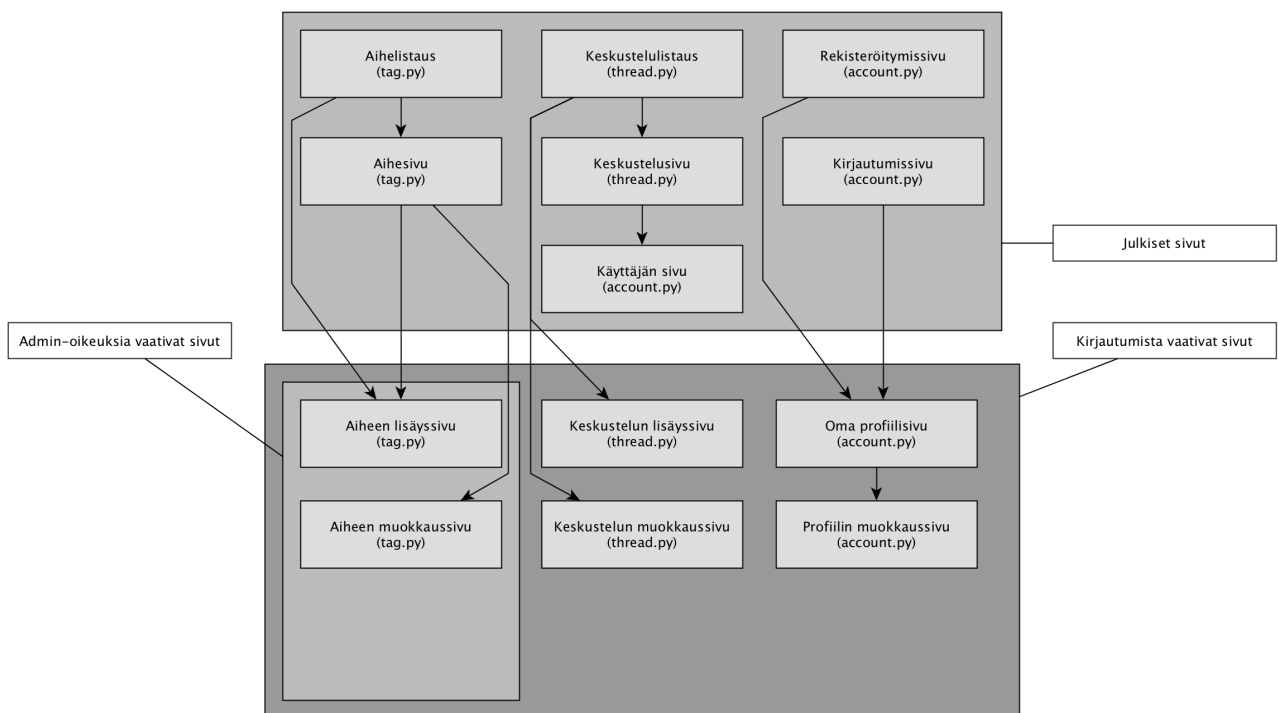 Aihelistaus
(tag.py)
Keskustelulistaus
(thread.py)
Rekisteröitymissivu
(account.py)
Aihesivu
(tag.py)
Keskustelusivu
(thread.py)
Kirjautumissivu
(account.py)
Julkiset sivut
Käyttäjän sivu
(account.py)
Admin-oikeuksia vaativat sivut
Kirjautumista vaativat sivut
Aiheen lisäyssivu
(tag.py)
Keskustelun lisäyssivu
(thread.py)
Oma profiilisivu
(account.py)
Aiheen muokkaussivu
(tag.py)
Keskustelun muokkaussivu
(thread.py)
Profiilin muokkaussivu
(account.py)